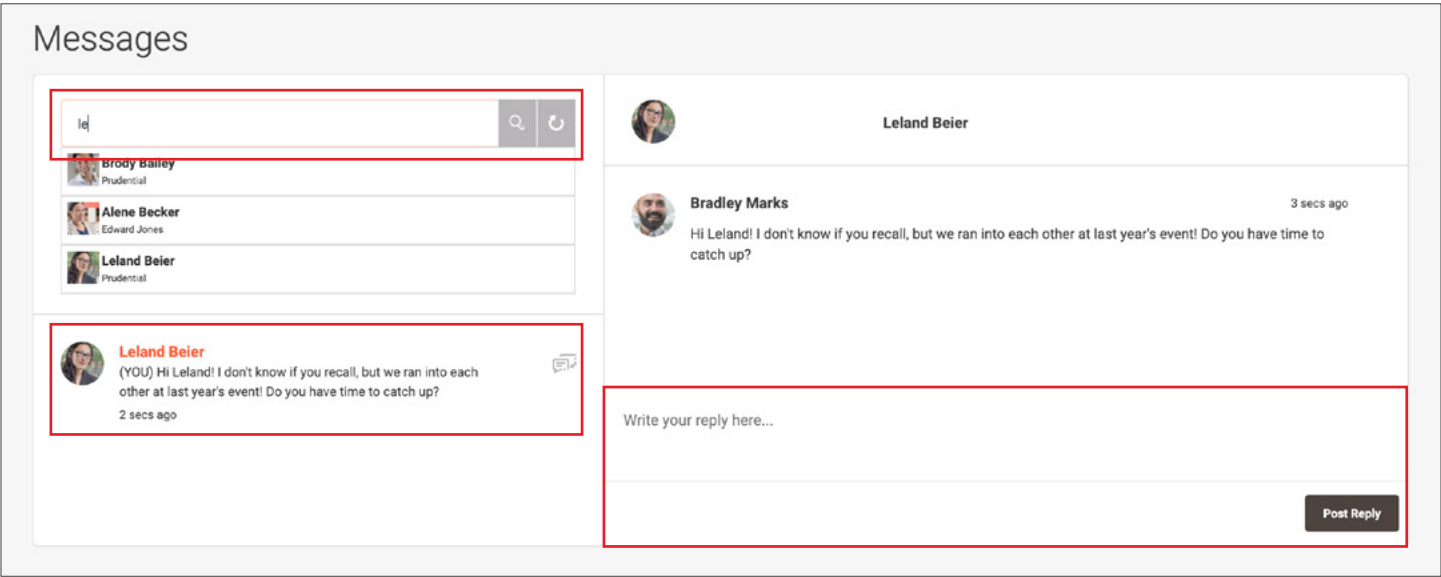 Messages
le
Brody Bailey
Prudential
Alene Becker
Edward Jones
Leland Beier
Prudential
Leland Beier
(YOU) Hi Leland! I don't know if you recall, but we ran into each
other at last year's event! Do you have time to catch up?
2 secs ago
Leland Beier
Bradley Marks
3 secs ago
Hi Leland! I don't know if you recall, but we ran into each other at last year's event! Do you have time to
catch up?
Write your reply here...
Post Reply